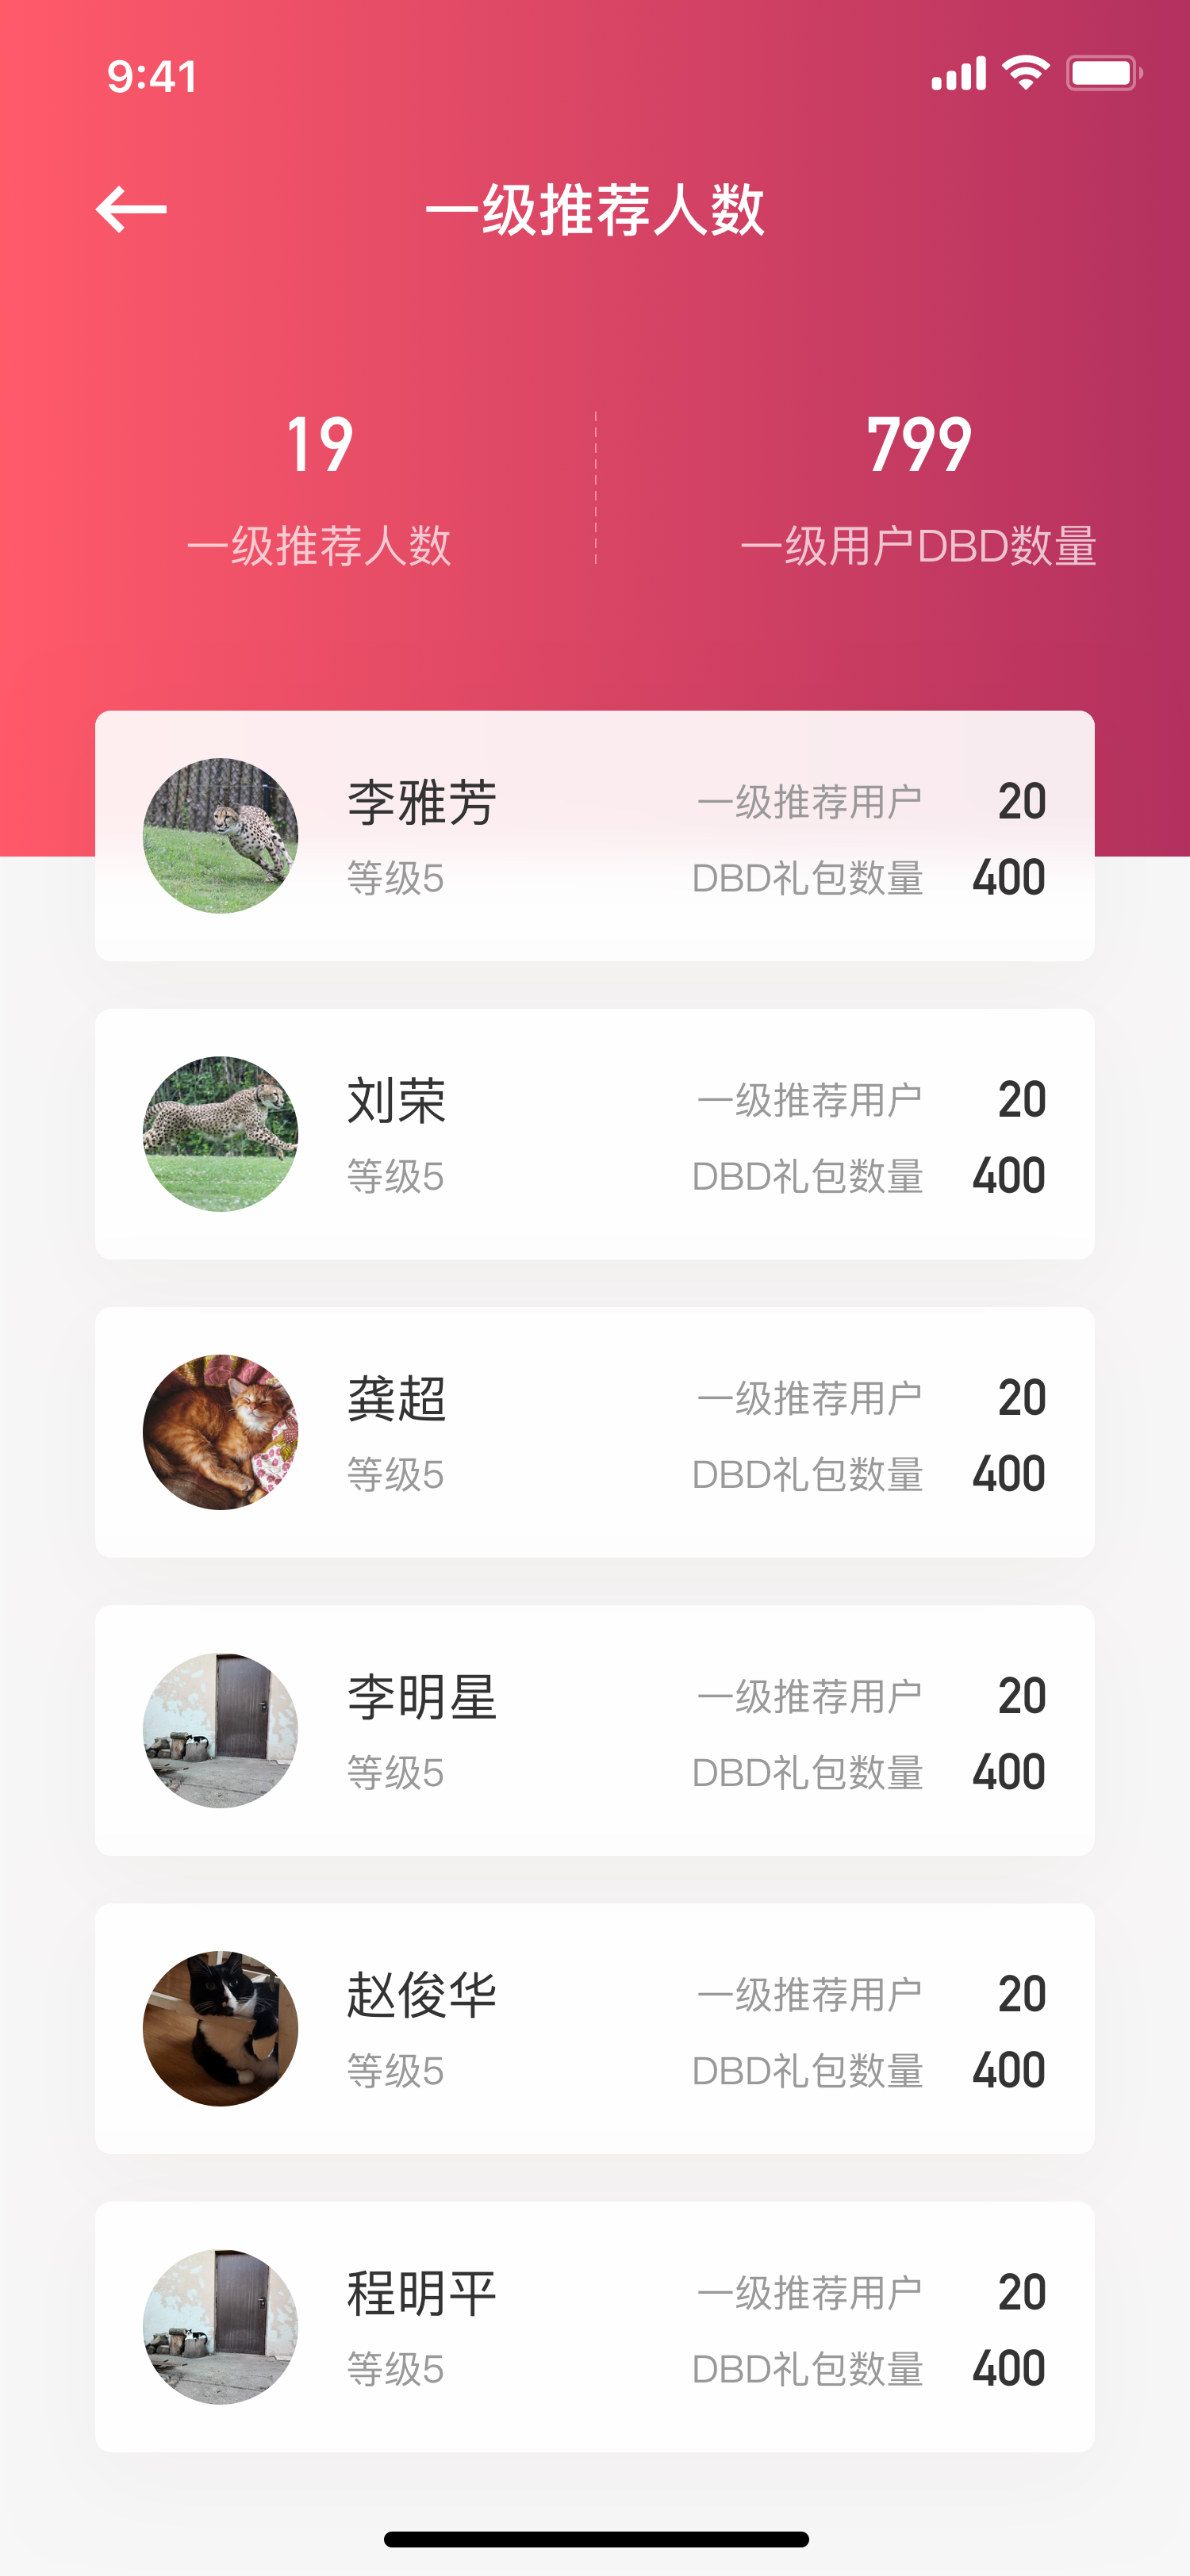 9:41
一级推荐人数
19
一级推荐人数
799
一级用户DBD数量
李雅芳
等级5
一级推荐用户 20
DBD礼包数量 400
刘荣
等级5
一级推荐用户 20
DBD礼包数量 400
龚超
等级5
一级推荐用户 20
DBD礼包数量 400
李明星
等级5
一级推荐用户 20
DBD礼包数量 400
赵俊华
等级5
一级推荐用户 20
DBD礼包数量 400
程明平
等级5
一级推荐用户 20
DBD礼包数量 400